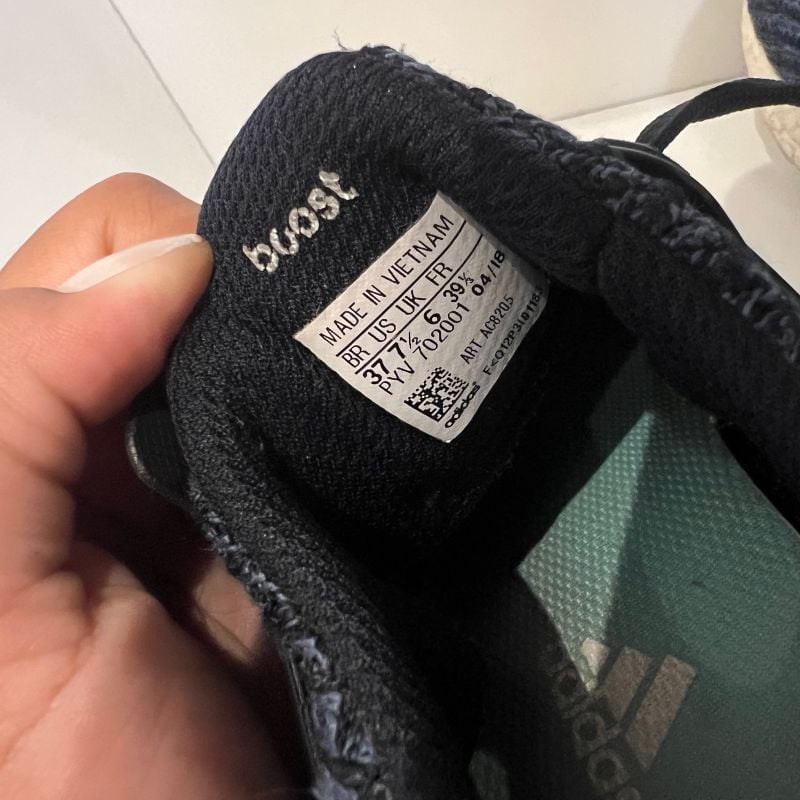 boost
MADE IN VIETNAM
BR US UK FR
37 7½ 6 39⅓
PYV 702001 04/18
ART AC8205
adidas
adidas